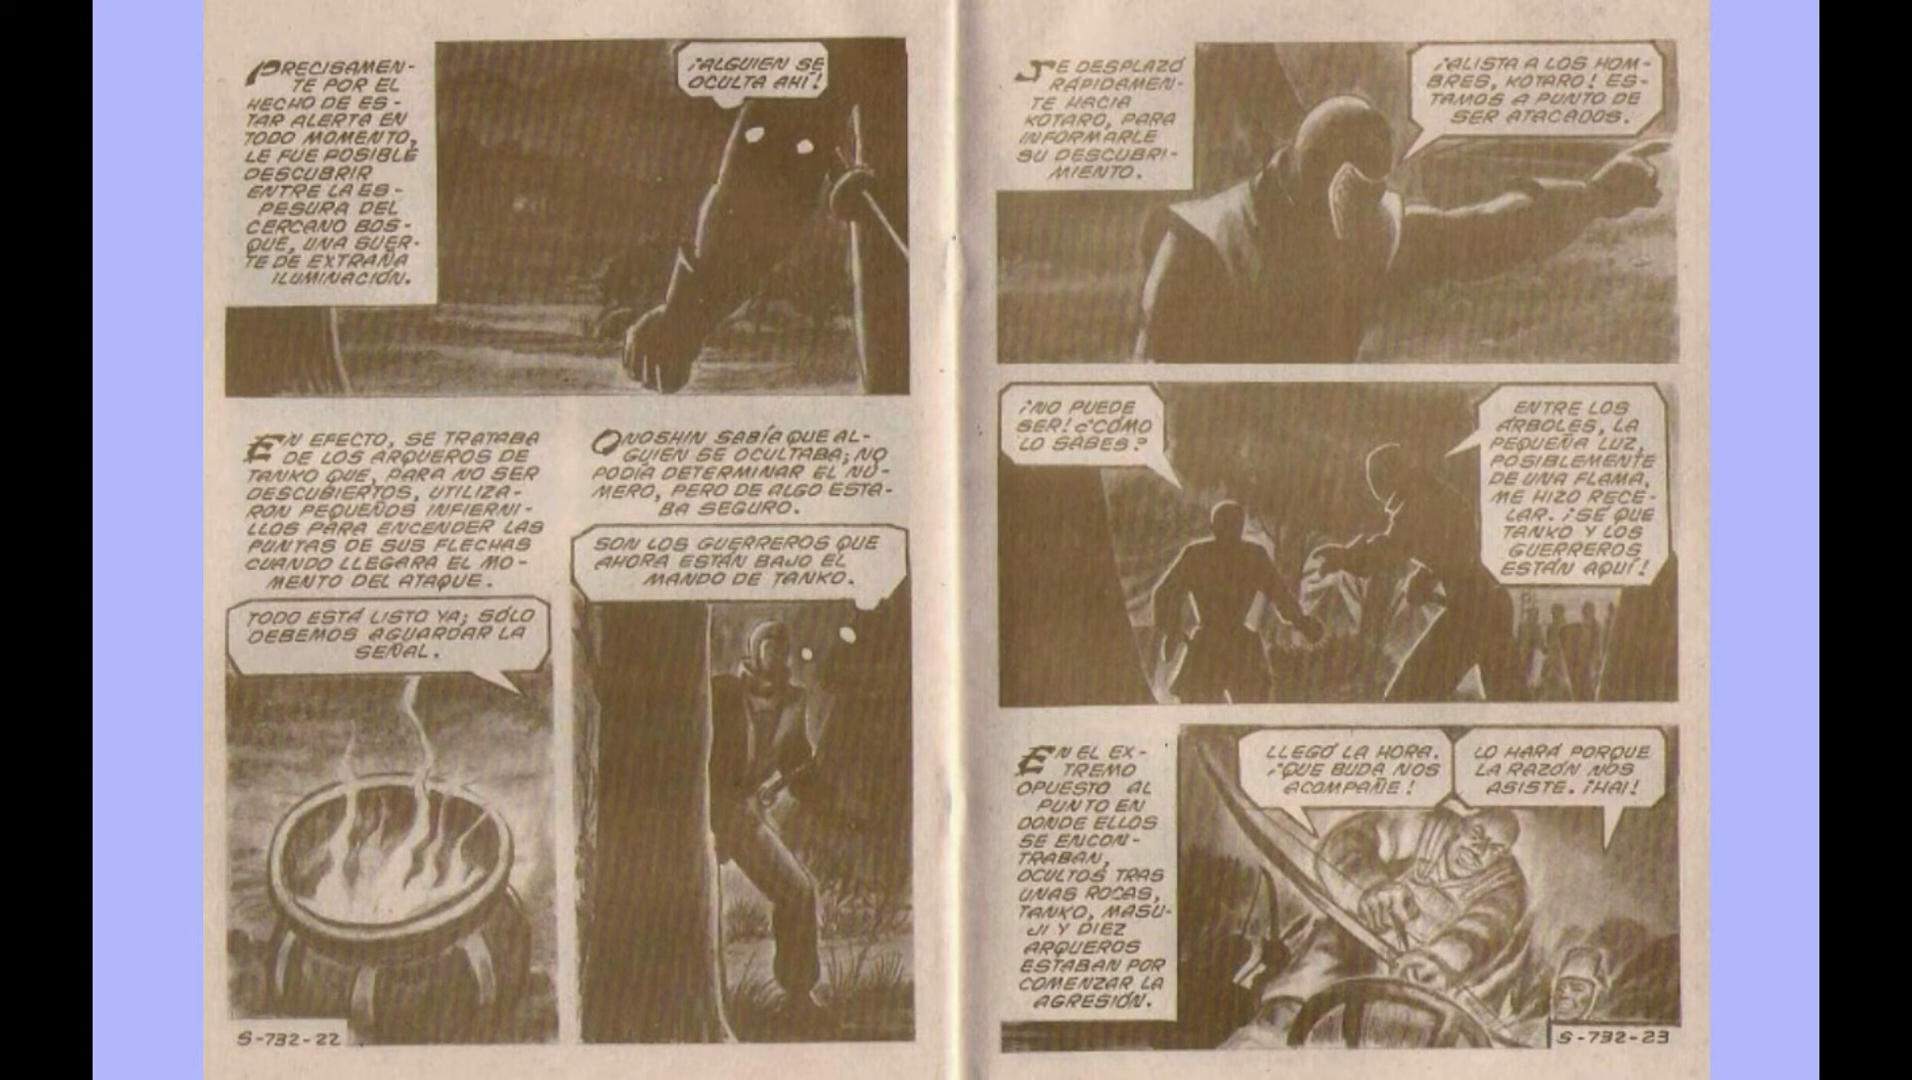 PRECISAMEN-
TE POR EL
HECHO DE ES-
TAR ALERTA EN
TODO MOMENTO,
LE FUE POSIBLE
DESCUBRIR
ENTRE LA ES-
PESURA DEL
CERCANO BOS-
QUE, UNA SUER-
TE DE EXTRAÑA
ILUMINACIÓN.
¡ALGUIEN SE
OCULTA AHÍ!
EN EFECTO, SE TRATABA
DE LOS ARQUEROS DE
TANKO QUE, PARA NO SER
DESCUBIERTOS, UTILIZA-
RON PEQUEÑOS INFIERNI-
LLOS PARA ENCENDER LAS
PUNTAS DE SUS FLECHAS
CUANDO LLEGARA EL MO-
MENTO DEL ATAQUE.
TODO ESTÁ LISTO YA; SÓLO
DEBEMOS AGUARDAR LA
SEÑAL.
ONOSHIN SABÍA QUE AL-
GUIEN SE OCULTABA; NO
PODÍA DETERMINAR EL NÚ-
MERO, PERO DE ALGO ESTA-
BA SEGURO.
SON LOS GUERREROS QUE
AHORA ESTÁN BAJO EL
MANDO DE TANKO.
S-732-22
SE DESPLAZÓ
RÁPIDAMEN-
TE HACIA
KOTARO, PARA
INFORMARLE
SU DESCUBRI-
MIENTO.
¡ALISTA A LOS HOM-
BRES, KOTARO! ES-
TAMOS A PUNTO DE
SER ATACADOS.
¡NO PUEDE
SER! ¿CÓMO
LO SABES?
ENTRE LOS
ÁRBOLES, LA
PEQUEÑA LUZ,
POSIBLEMENTE
DE UNA FLAMA,
ME HIZO RECE-
LAR. ¡SÉ QUE
TANKO Y LOS
GUERREROS
ESTÁN AQUÍ!
EN EL EX-
TREMO
OPUESTO AL
PUNTO EN
DONDE ELLOS
SE ENCON-
TRABAN,
OCULTOS TRAS
UNAS ROCAS,
TANKO, MASU-
JI Y DIEZ
ARQUEROS
ESTABAN POR
COMENZAR LA
AGRESIÓN.
LLEGÓ LA HORA.
¡QUE BUDA NOS
ACOMPAÑE!
LO HARÁ PORQUE
LA RAZÓN NOS
ASISTE. ¡HAI!
S-732-23